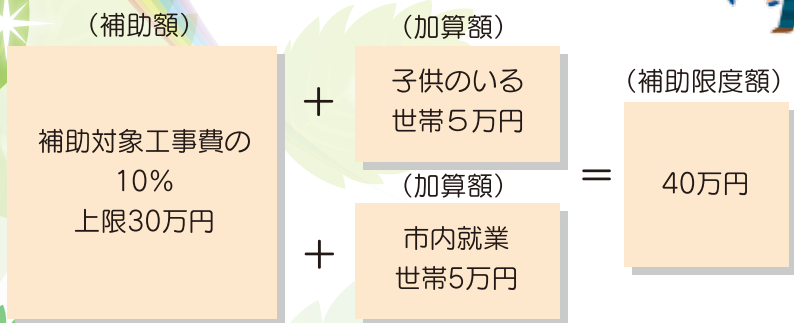 （補助額）
補助対象工事費の
10%
上限30万円
＋
（加算額）
子供のいる
世帯５万円
＋
（加算額）
市内就業
世帯5万円
＝
（補助限度額）
40万円